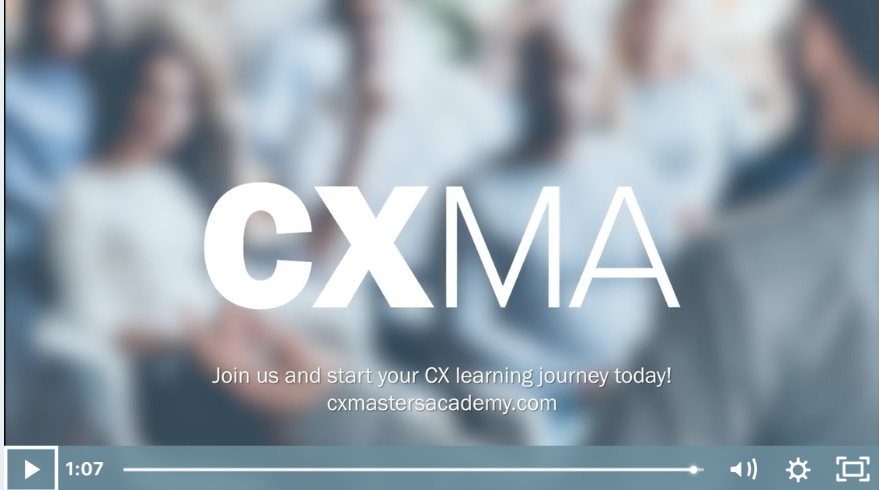 CXMA
Join us and start your CX learning journey today!
cxmastersacademy.com
1:07